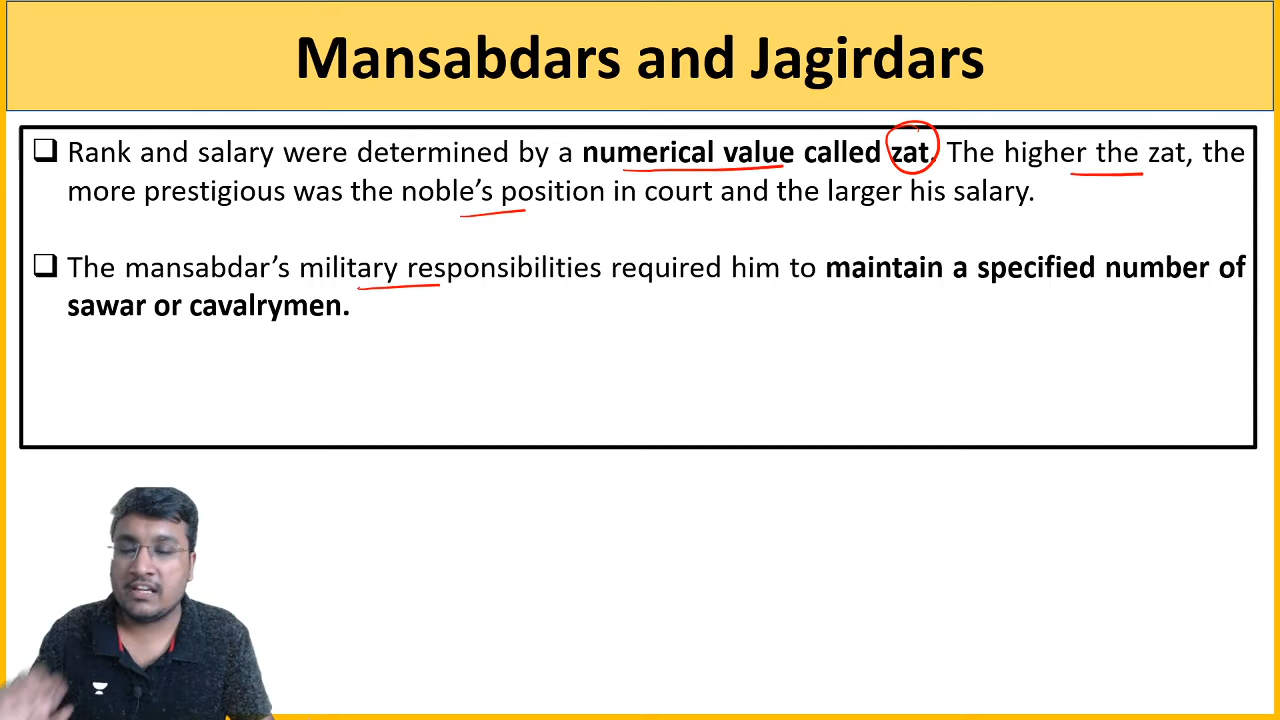 Mansabdars and Jagirdars
❑ Rank and salary were determined by a numerical value called zat. The higher the zat, the
more prestigious was the noble’s position in court and the larger his salary.
❑ The mansabdar’s military responsibilities required him to maintain a specified number of
sawar or cavalrymen.